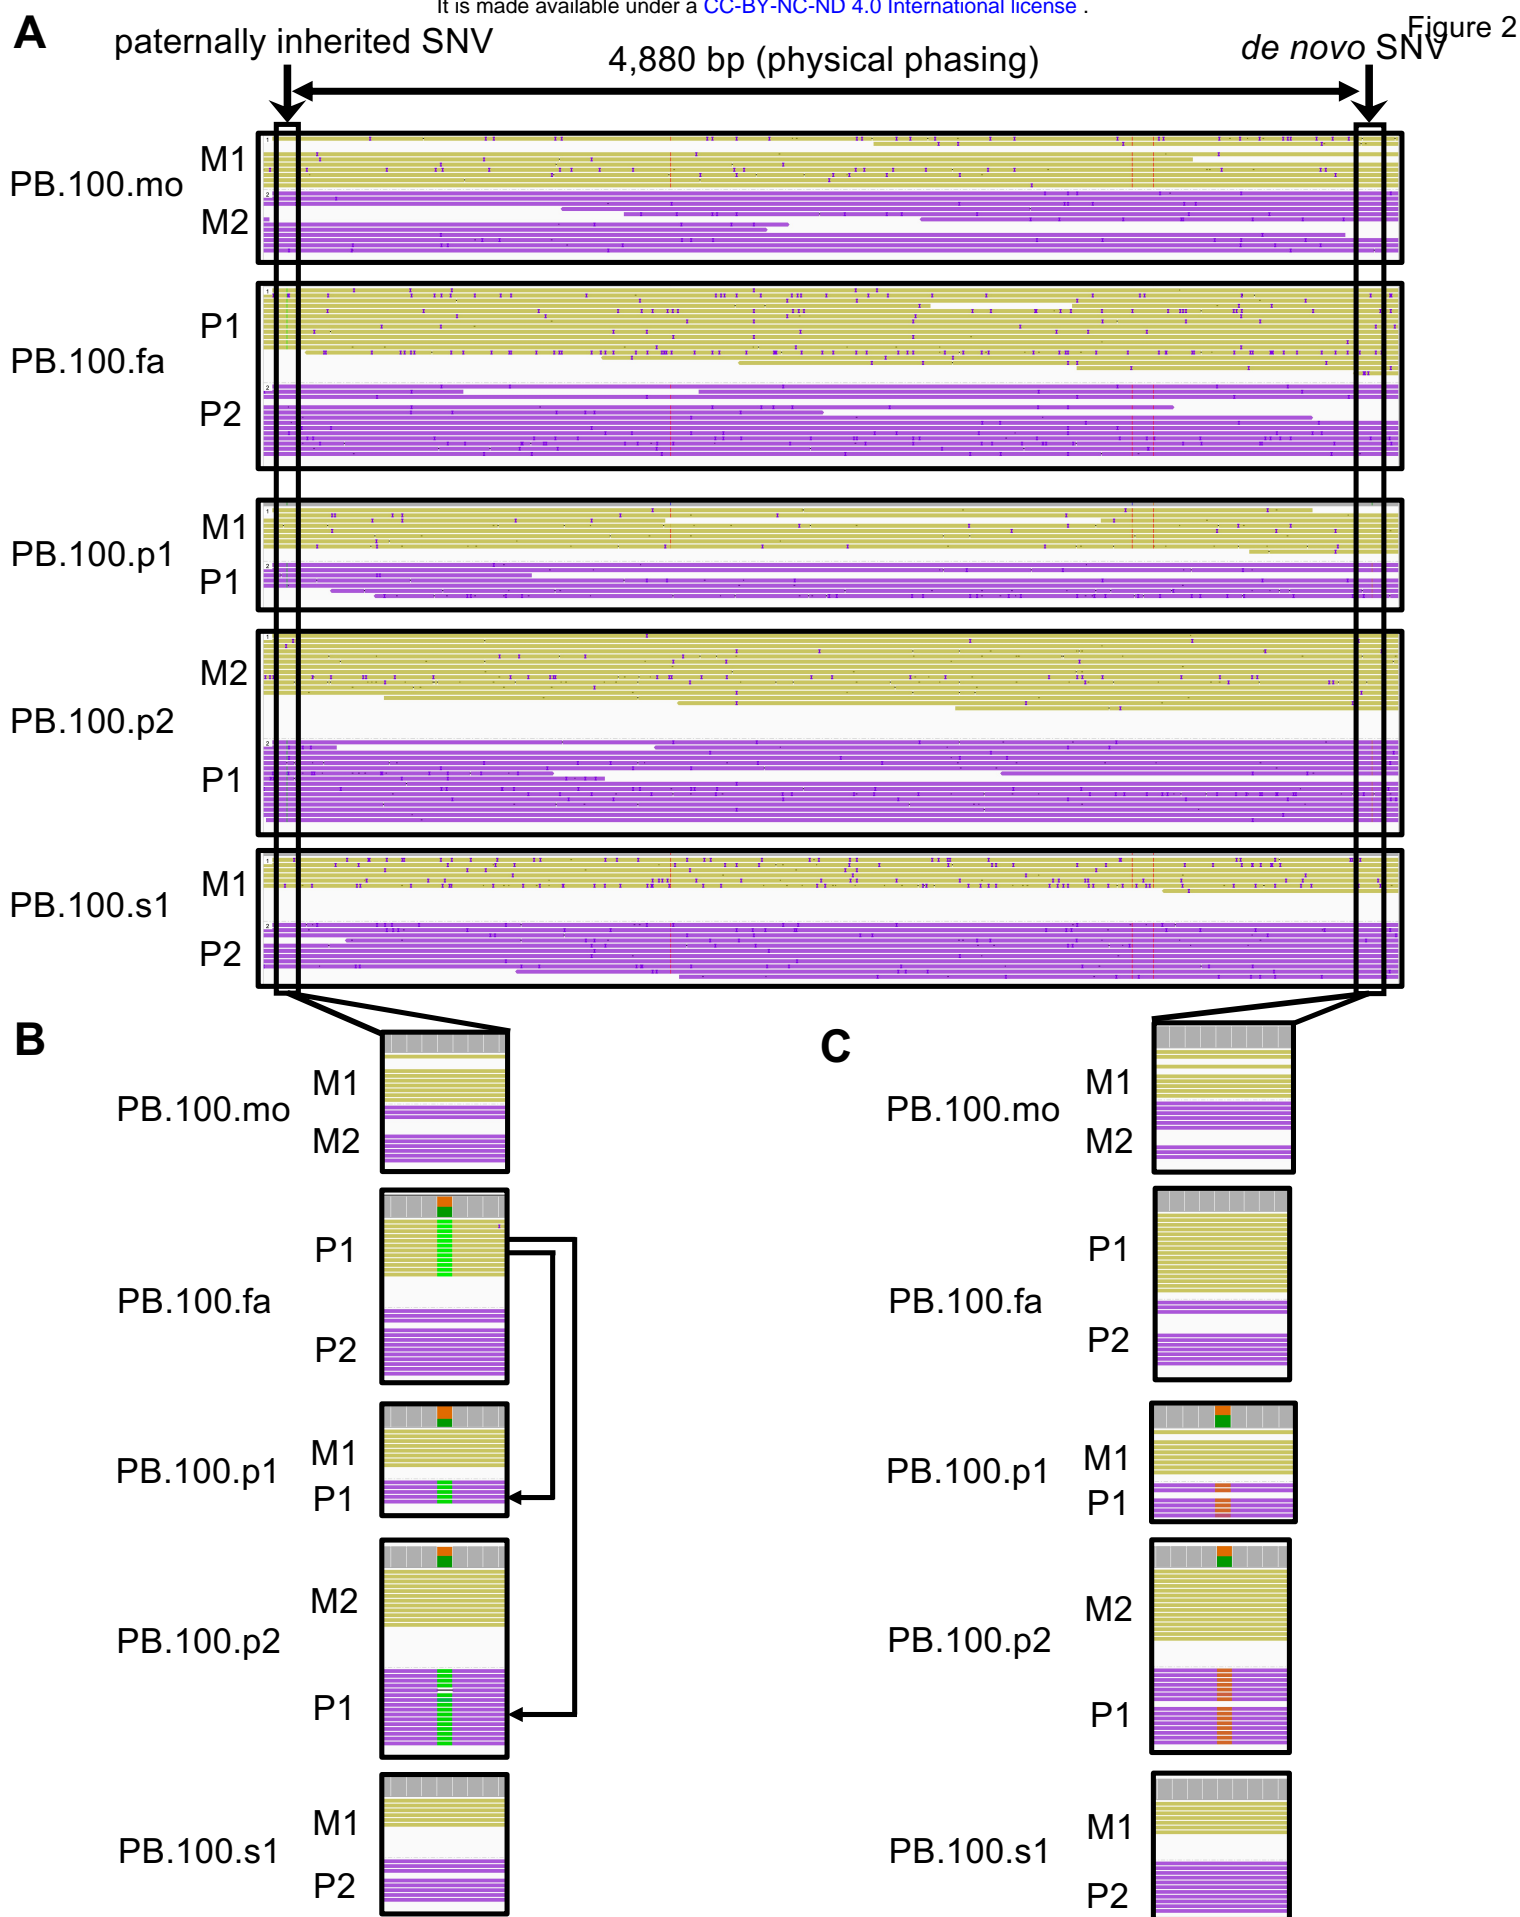 It is made available under a CC-BY-NC-ND 4.0 International license .
Figure 2
A
paternally inherited SNV
4,880 bp (physical phasing)
de novo SNV
PB.100.mo
M1
M2
PB.100.fa
P1
P2
PB.100.p1
M1
P1
PB.100.p2
M2
P1
PB.100.s1
M1
P2
B
PB.100.mo
M1
M2
PB.100.fa
P1
P2
PB.100.p1
M1
P1
PB.100.p2
M2
P1
PB.100.s1
M1
P2
C
PB.100.mo
M1
M2
PB.100.fa
P1
P2
PB.100.p1
M1
P1
PB.100.p2
M2
P1
PB.100.s1
M1
P2